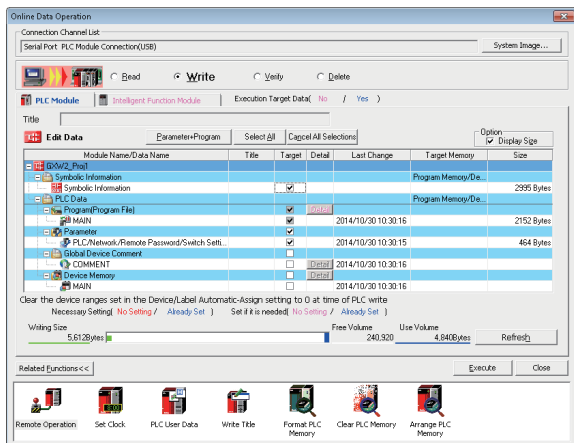 Online Data Operation
Connection Channel List
Serial Port PLC Module Connection(USB)
System Image...
Read
Write
Verify
Delete
PLC Module
Intelligent Function Module
Execution Target Data( No / Yes )
Title
Edit Data
Parameter+Program
Select All
Cancel All Selections
Option
Display Size
Module Name/Data Name Title Target Detail Last Change Target Memory Size
GXW2_Proj1
Symbolic Information Program Memory/De...
Symbolic Information 2995 Bytes
PLC Data Program Memory/De...
Program(Program File) Detail
MAIN 2014/10/30 10:30:16 2152 Bytes
Parameter
PLC/Network/Remote Password/Switch Setti... 2014/10/30 10:30:15 464 Bytes
Global Device Comment
COMMENT Detail 2014/10/30 10:30:16
Device Memory Detail
MAIN 2014/10/30 10:30:16
Clear the device ranges set in the Device/Label Automatic-Assign setting to 0 at time of PLC write
Necessary Setting( No Setting / Already Set ) Set if it is needed( No Setting / Already Set )
Writing Size Free Volume Use Volume
5,612Bytes 240,920 4,840Bytes Refresh
Related Functions<<
Execute
Close
Remote Operation
Set Clock
PLC User Data
Write Title
Format PLC Memory
Clear PLC Memory
Arrange PLC Memory